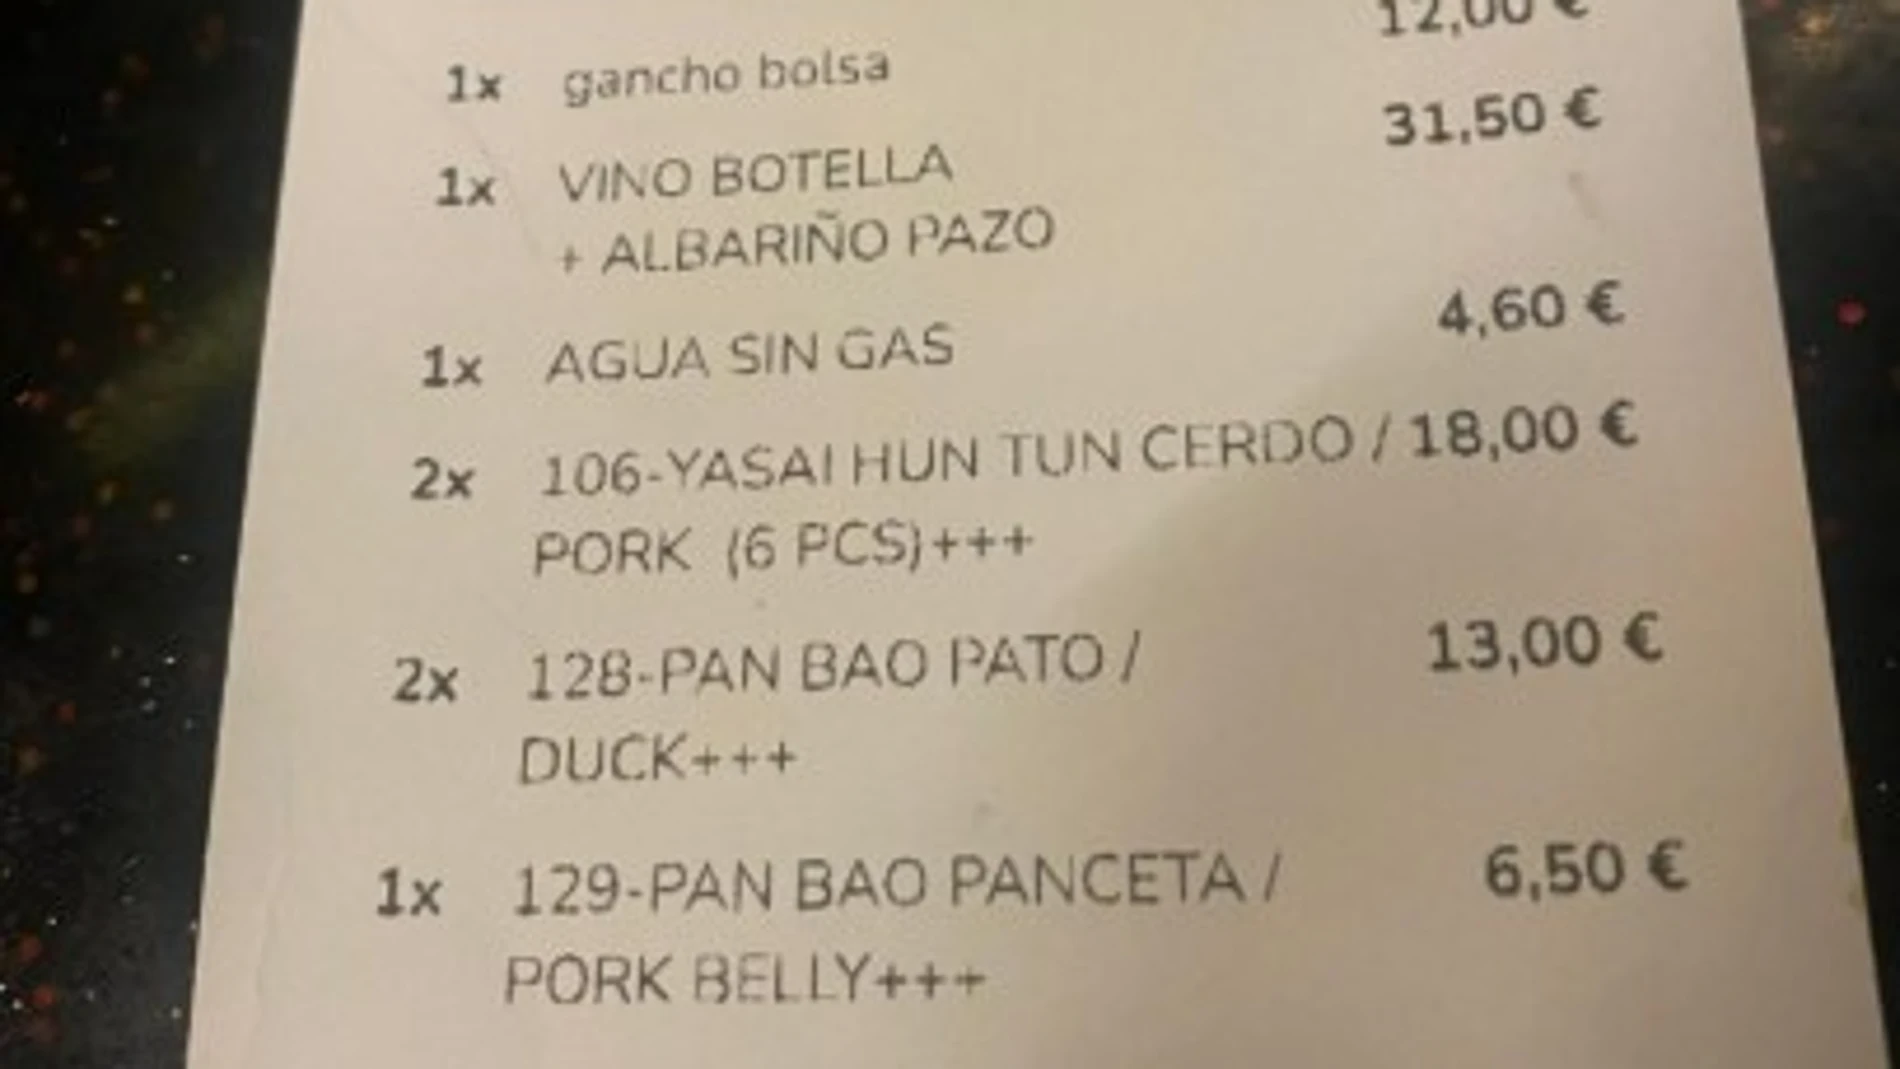 1x gancho bolsa 12,00 €
1x VINO BOTELLA 31,50 €
+ ALBARIÑO PAZO
1x AGUA SIN GAS 4,60 €
2x 106-YASAI HUN TUN CERDO / 18,00 €
PORK (6 PCS)+++
2x 128-PAN BAO PATO / 13,00 €
DUCK+++
1x 129-PAN BAO PANCETA / 6,50 €
PORK BELLY+++